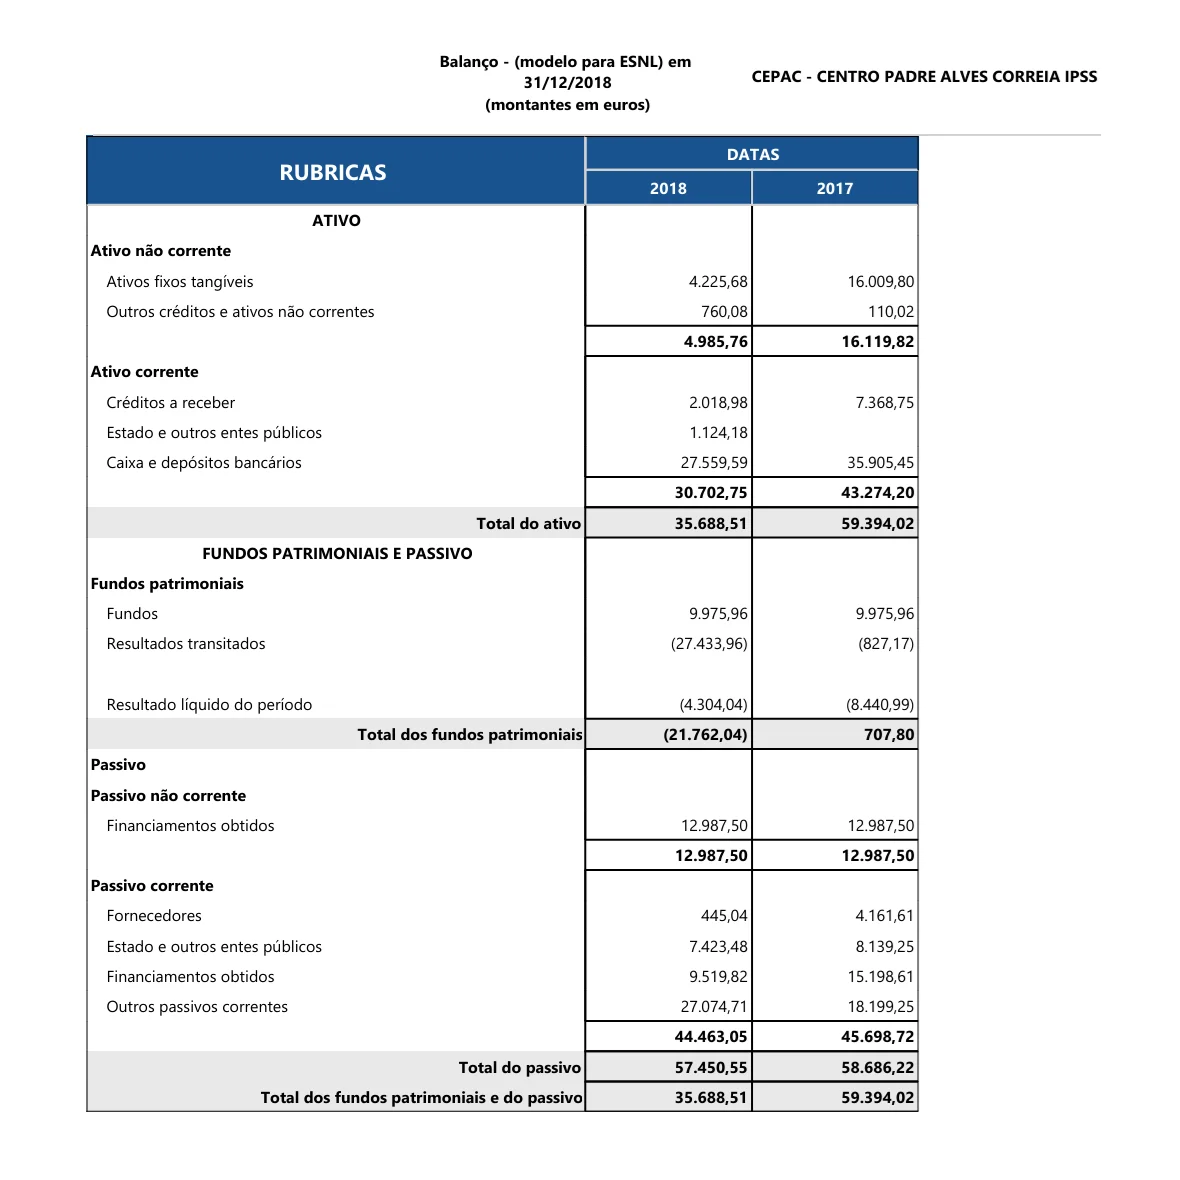 Balanço - (modelo para ESNL) em
31/12/2018
(montantes em euros)
CEPAC - CENTRO PADRE ALVES CORREIA IPSS
RUBRICAS
DATAS
2018 2017
ATIVO
Ativo não corrente
Ativos fixos tangíveis 4.225,68 16.009,80
Outros créditos e ativos não correntes 760,08 110,02
4.985,76 16.119,82
Ativo corrente
Créditos a receber 2.018,98 7.368,75
Estado e outros entes públicos 1.124,18
Caixa e depósitos bancários 27.559,59 35.905,45
30.702,75 43.274,20
Total do ativo 35.688,51 59.394,02
FUNDOS PATRIMONIAIS E PASSIVO
Fundos patrimoniais
Fundos 9.975,96 9.975,96
Resultados transitados (27.433,96) (827,17)
Resultado líquido do período (4.304,04) (8.440,99)
Total dos fundos patrimoniais (21.762,04) 707,80
Passivo
Passivo não corrente
Financiamentos obtidos 12.987,50 12.987,50
12.987,50 12.987,50
Passivo corrente
Fornecedores 445,04 4.161,61
Estado e outros entes públicos 7.423,48 8.139,25
Financiamentos obtidos 9.519,82 15.198,61
Outros passivos correntes 27.074,71 18.199,25
44.463,05 45.698,72
Total do passivo 57.450,55 58.686,22
Total dos fundos patrimoniais e do passivo 35.688,51 59.394,02